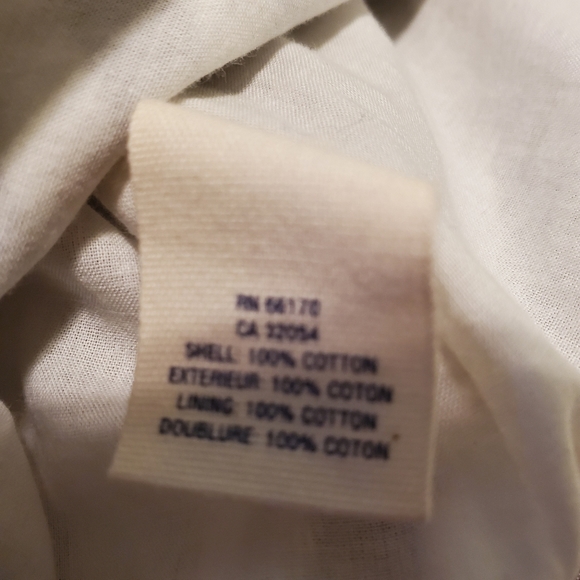 RN 66170
CA 32054
SHELL: 100% COTTON
EXTERIEUR: 100% COTON
LINING: 100% COTTON
DOUBLURE: 100% COTON